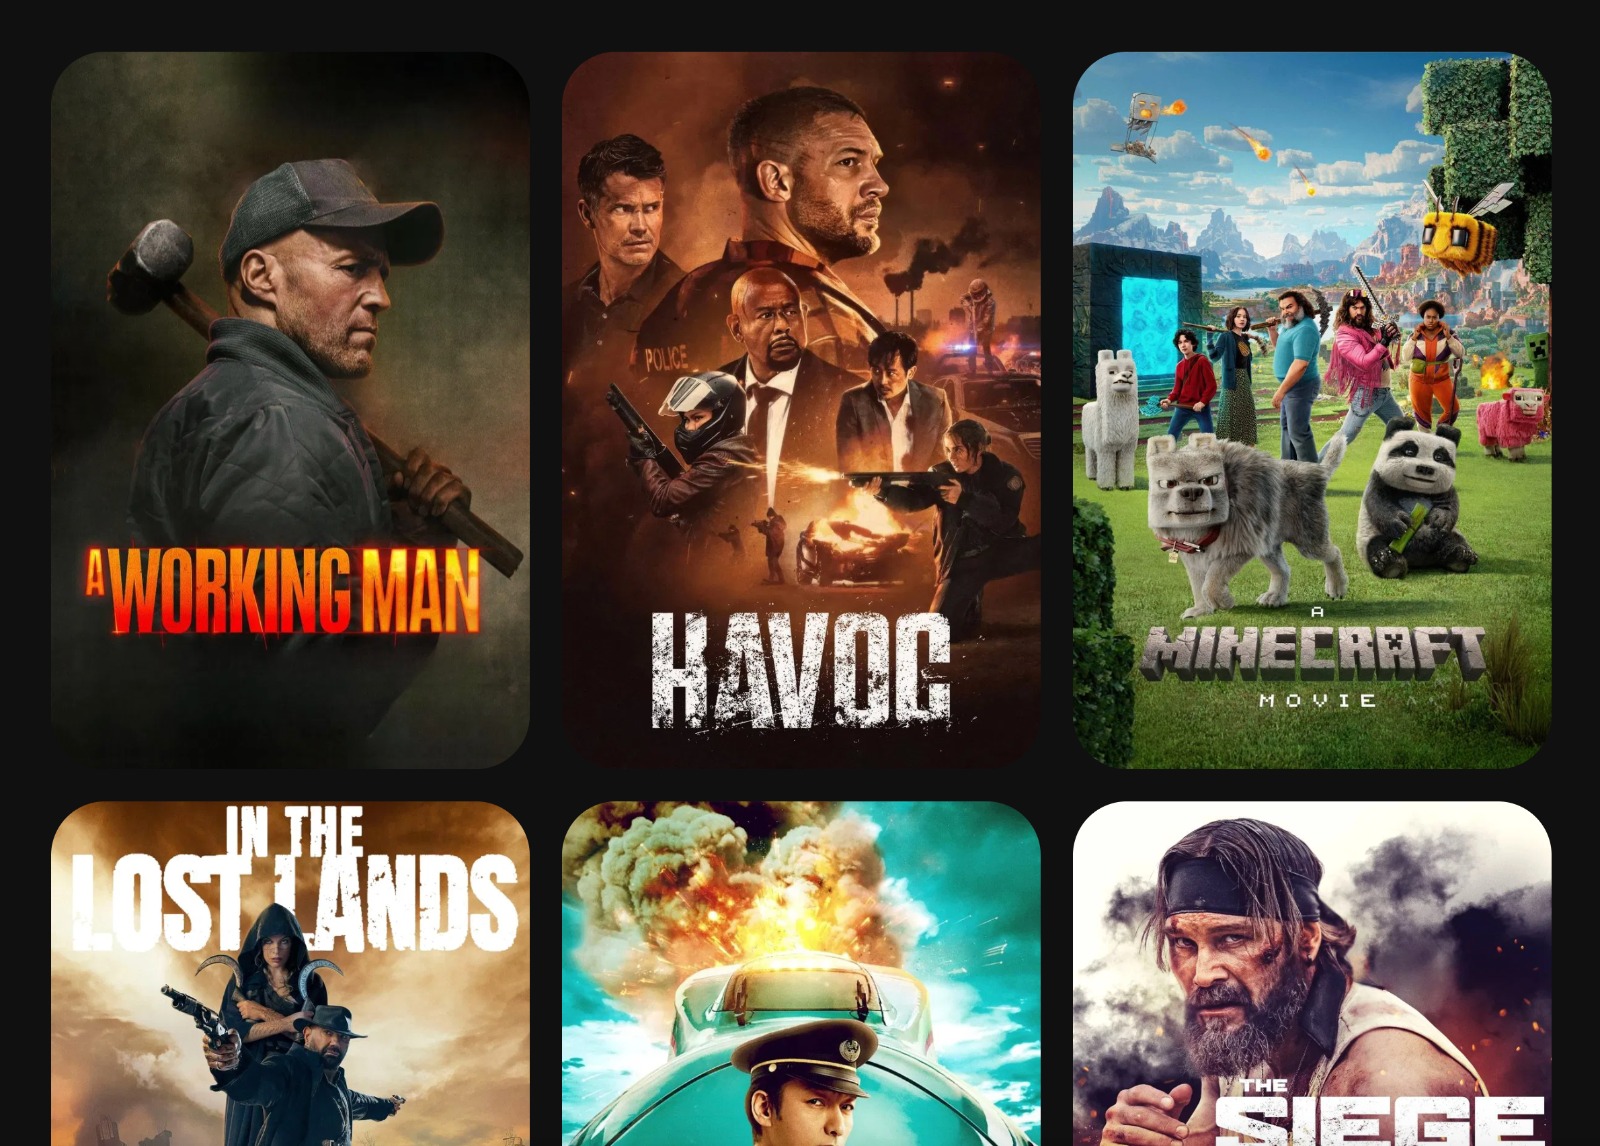 A WORKING MAN
POLICE
HAVOC
A
MINECRAFT
MOVIE
IN THE
LOST LANDS
THE
SIEGE